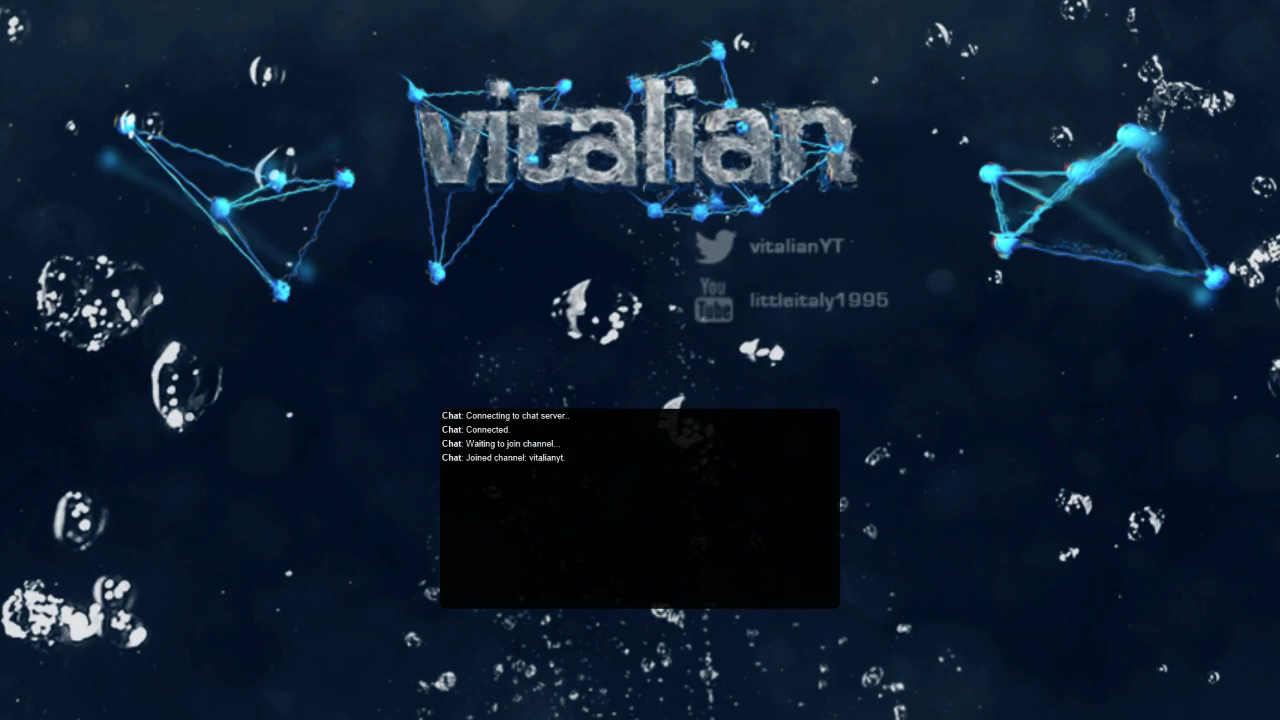 vitalian
vitalianYT
You
Tube
littleitaly1995
Chat: Connecting to chat server..
Chat: Connected.
Chat: Waiting to join channel...
Chat: Joined channel: vitalianyt.